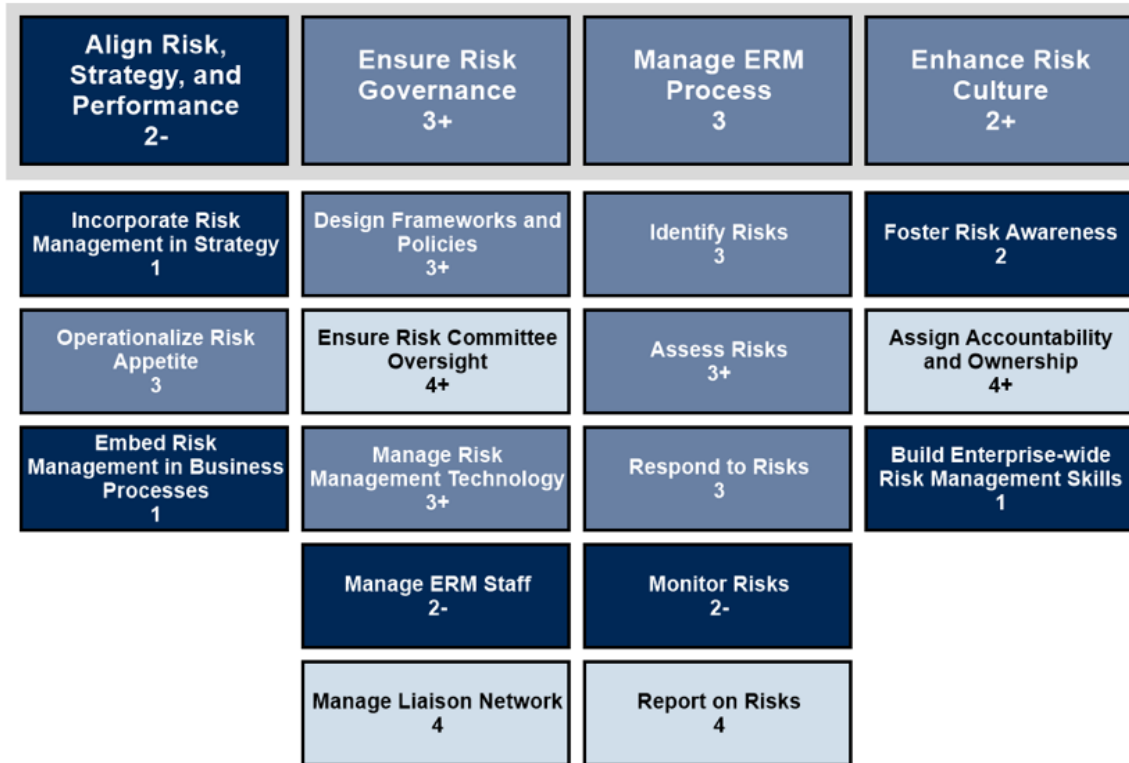 Align Risk,
Strategy, and
Performance
2-
Ensure Risk
Governance
3+
Manage ERM
Process
3
Enhance Risk
Culture
2+
Incorporate Risk
Management in Strategy
1
Design Frameworks and
Policies
3+
Identify Risks
3
Foster Risk Awareness
2
Operationalize Risk
Appetite
3
Ensure Risk Committee
Oversight
4+
Assess Risks
3+
Assign Accountability
and Ownership
4+
Embed Risk
Management in Business
Processes
1
Manage Risk
Management Technology
3+
Respond to Risks
3
Build Enterprise-wide
Risk Management Skills
1
Manage ERM Staff
2-
Monitor Risks
2-
Manage Liaison Network
4
Report on Risks
4